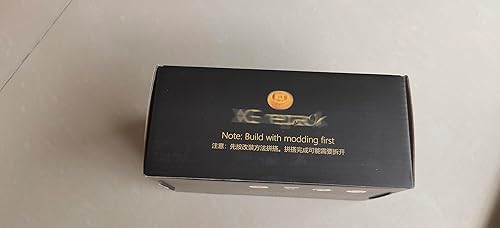 Note: Build with modding first
注意：先按改装方法拼搭，拼搭完成可能需要拆开